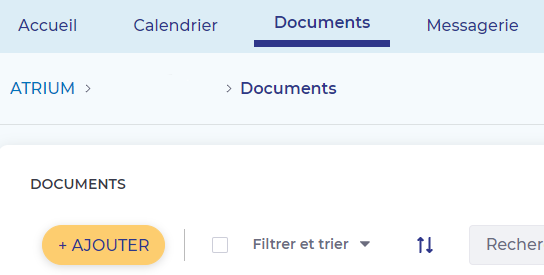 Accueil Calendrier Documents Messagerie
ATRIUM > > Documents
DOCUMENTS
+ AJOUTER Filtrer et trier Recher